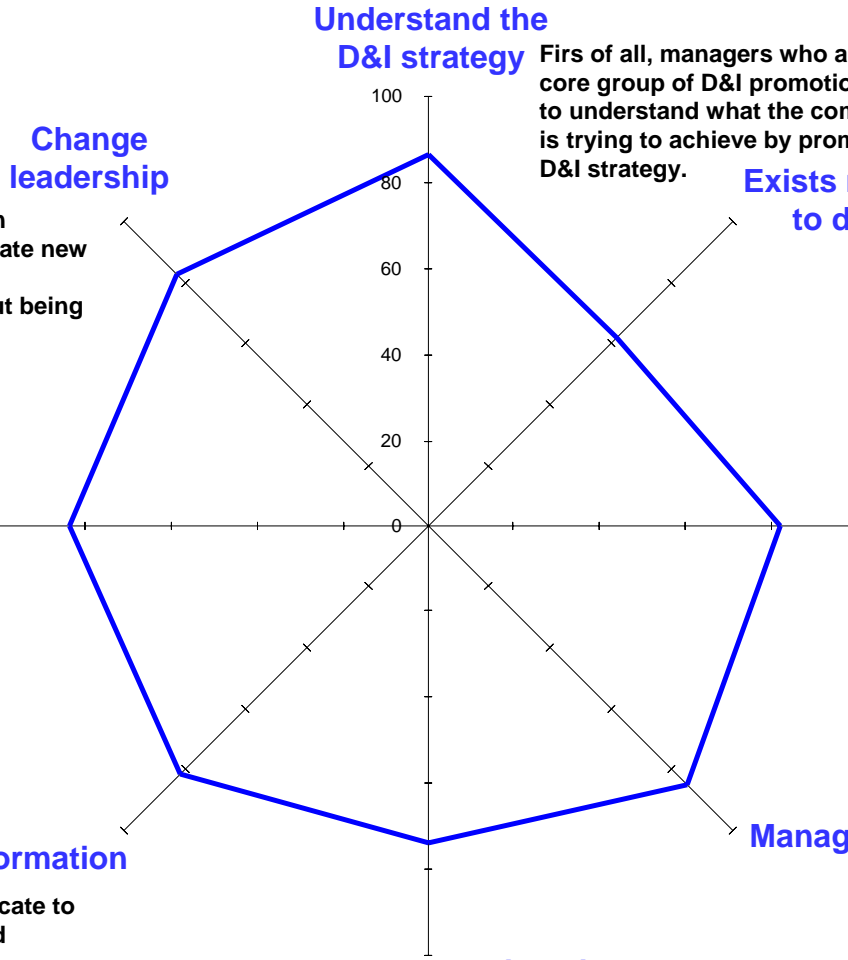 Understand the
D&I strategy
Firs of all, managers who a
core group of D&I promotio
to understand what the con
is trying to achieve by pron
D&I strategy.
Exists
to d
Change
leadership
ate new
ut being
100
80
60
40
20
0
Manag
ormation
cate to